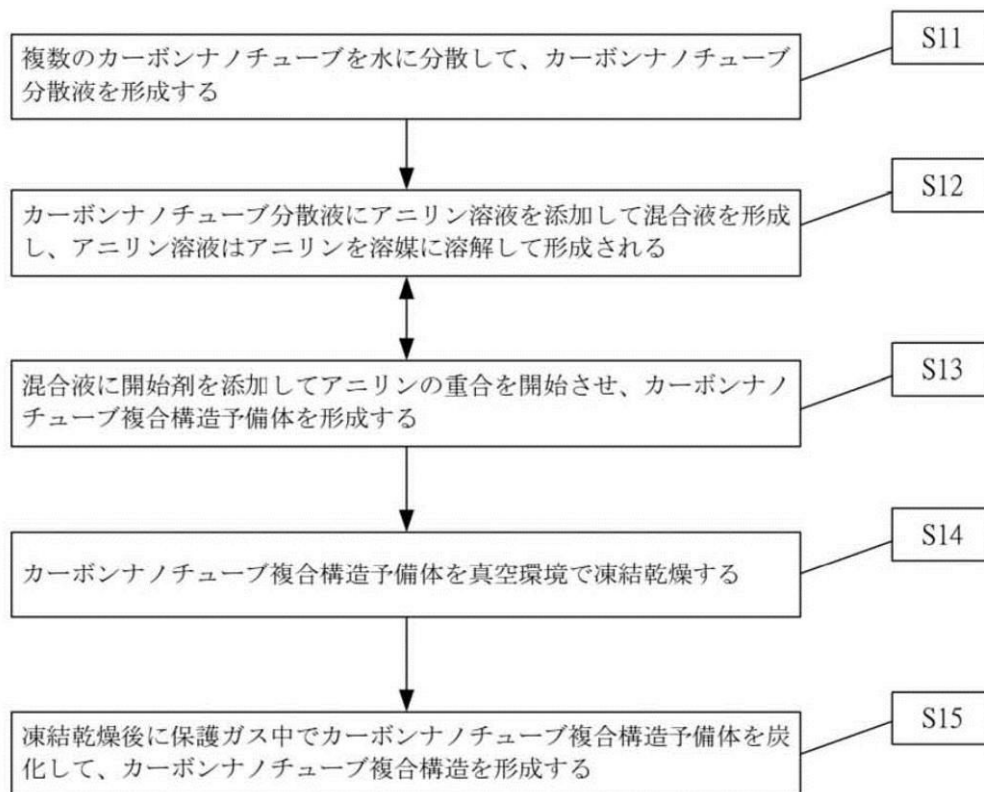 S11
複数のカーボンナノチューブを水に分散して、カーボンナノチューブ
分散液を形成する
S12
カーボンナノチューブ分散液にアニリン溶液を添加して混合液を形成
し、アニリン溶液はアニリンを溶媒に溶解して形成される
S13
混合液に開始剤を添加してアニリンの重合を開始させ、カーボンナノ
チューブ複合構造予備体を形成する
S14
カーボンナノチューブ複合構造予備体を真空環境で凍結乾燥する
S15
凍結乾燥後に保護ガス中でカーボンナノチューブ複合構造予備体を炭
化して、カーボンナノチューブ複合構造を形成する